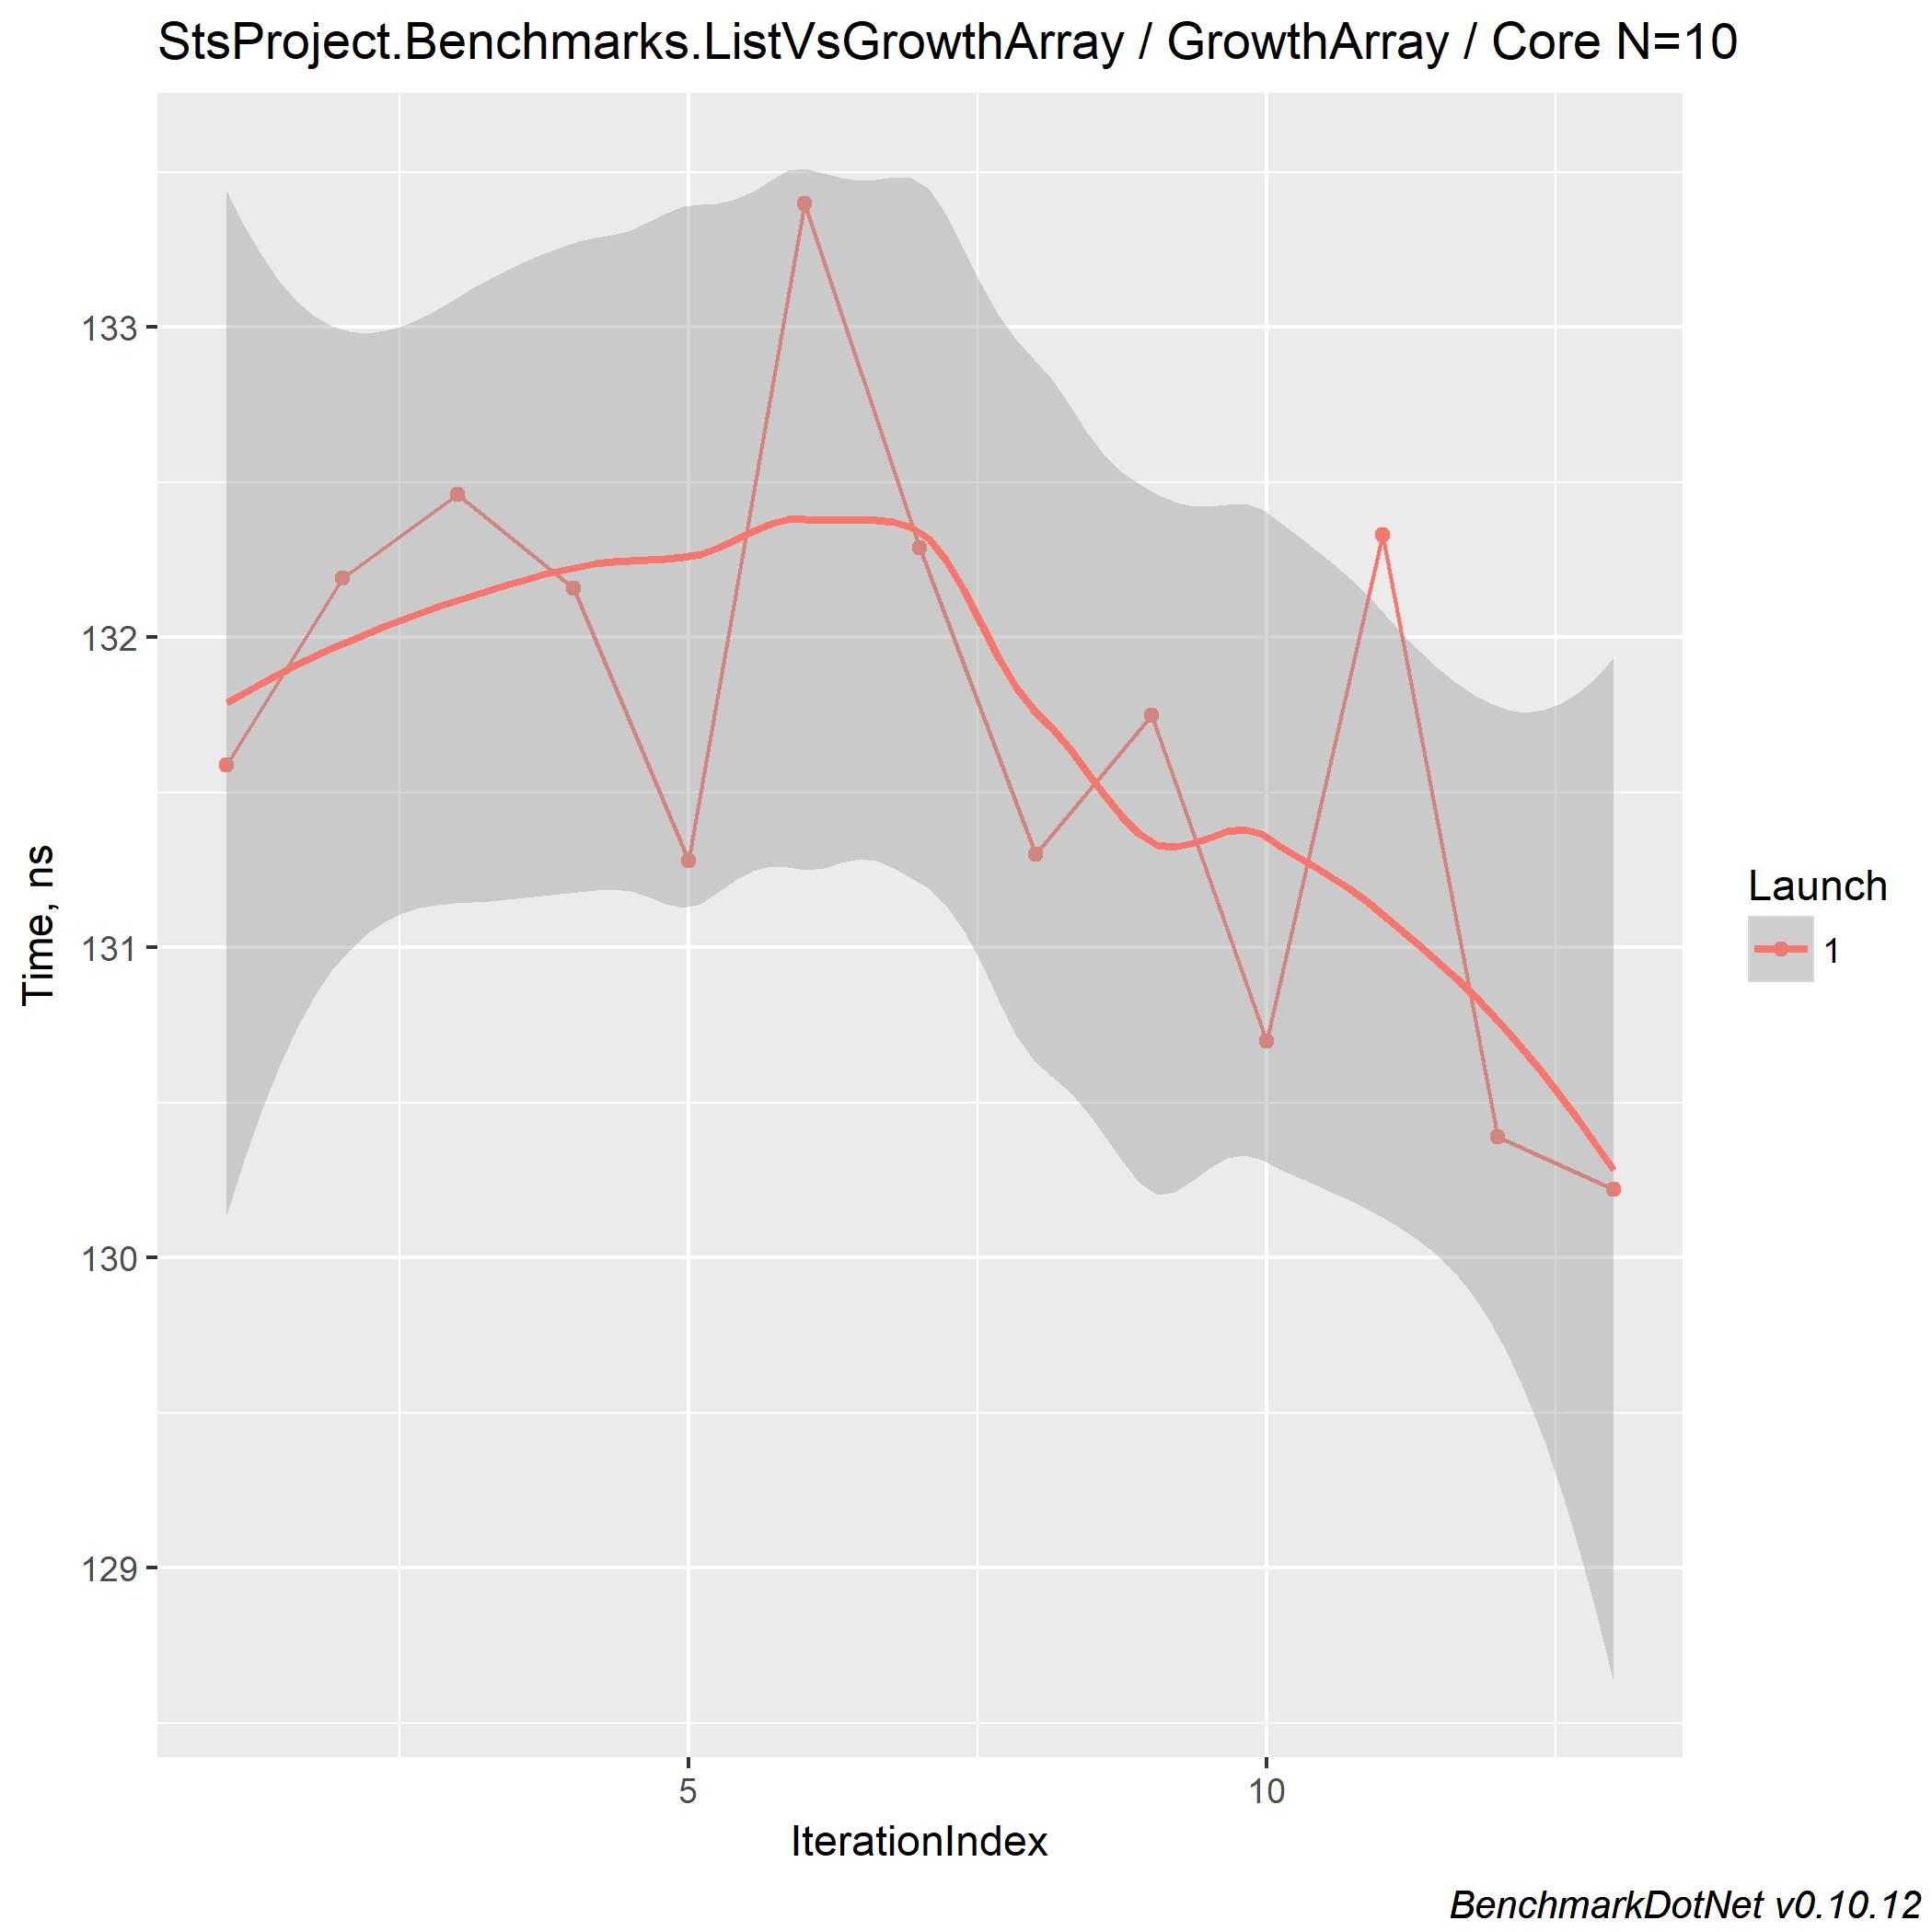 StsProject.Benchmarks.ListVsGrowthArray / GrowthArray / Core N=10
Time, ns
133
132
131
130
129
5
10
IterationIndex
Launch
1
BenchmarkDotNet v0.10.12